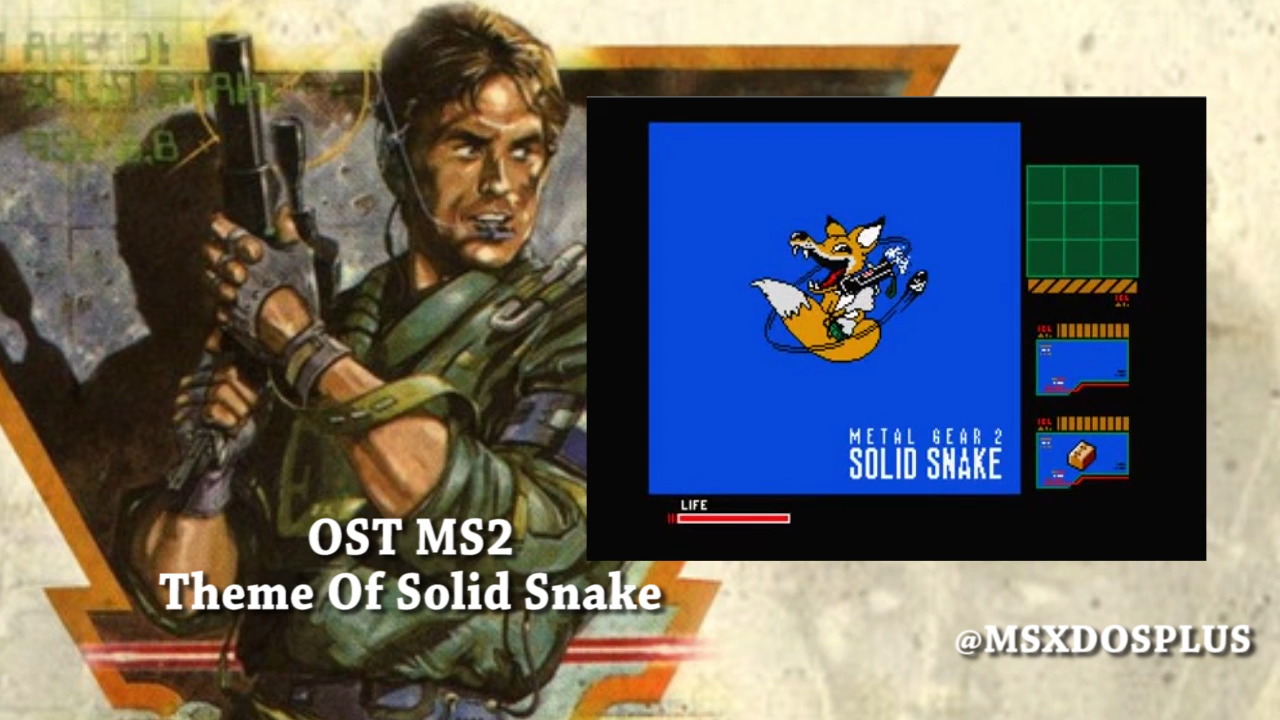 METAL GEAR 2
SOLID SNAKE
LIFE
OST MS2
Theme Of Solid Snake
@MSXDOSPLUS